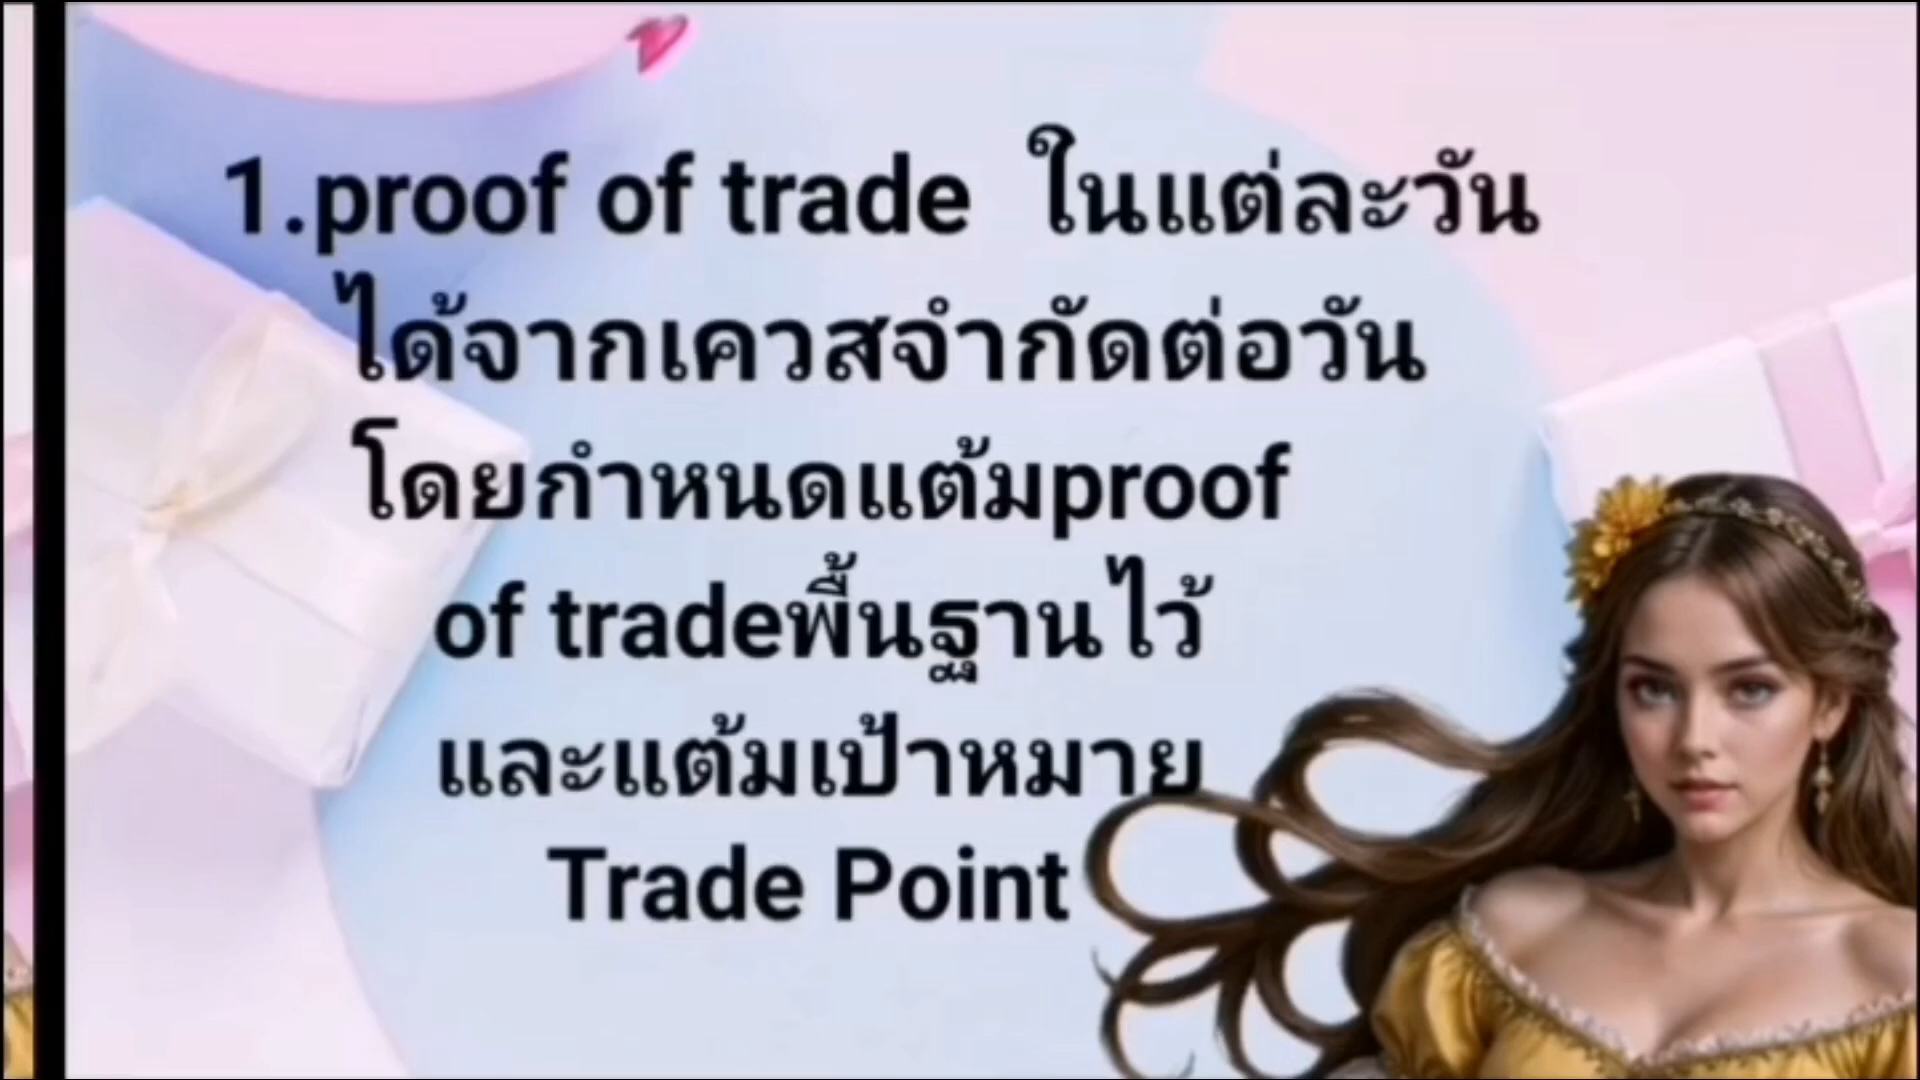 1.proof of trade ในแต่ละวัน
ได้จากเควสจำกัดต่อวัน
โดยกำหนดแต้มproof
of tradeพื้นฐานไว้
และแต้มเป้าหมาย
Trade Point